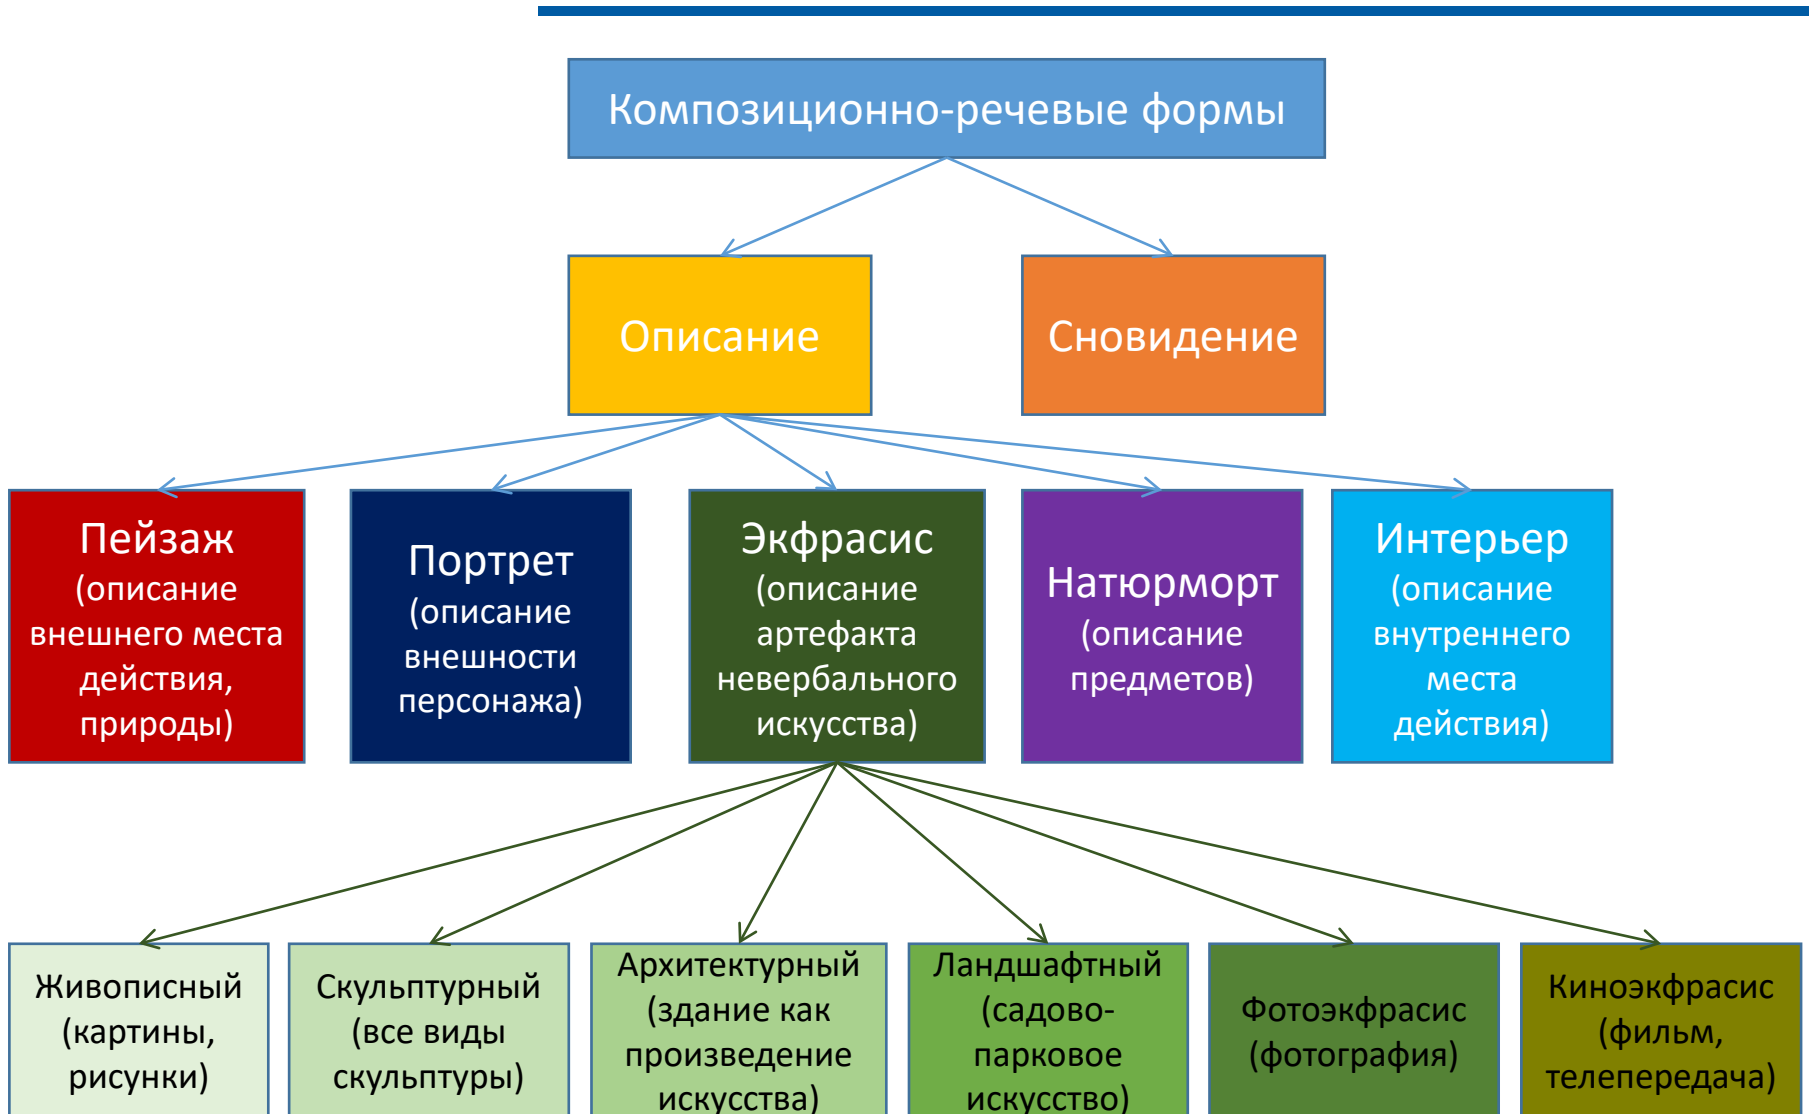 Композиционно-речевые формы
Описание
Сновидение
Пейзаж
(описание
внешнего места
действия,
природы)
Портрет
(описание
внешности
персонажа)
Экфрасис
(описание
артефакта
невербального
искусства)
Натюрморт
(описание
предметов)
Интерьер
(описание
внутреннего
места
действия)
Живописный
(картины,
рисунки)
Скульптурный
(все виды
скульптуры)
Архитектурный
(здание как
произведение
искусства)
Ландшафтный
(садово-
парковое
искусство)
Фотоэкфрасис
(фотография)
Киноэкфрасис
(фильм,
телепередача)